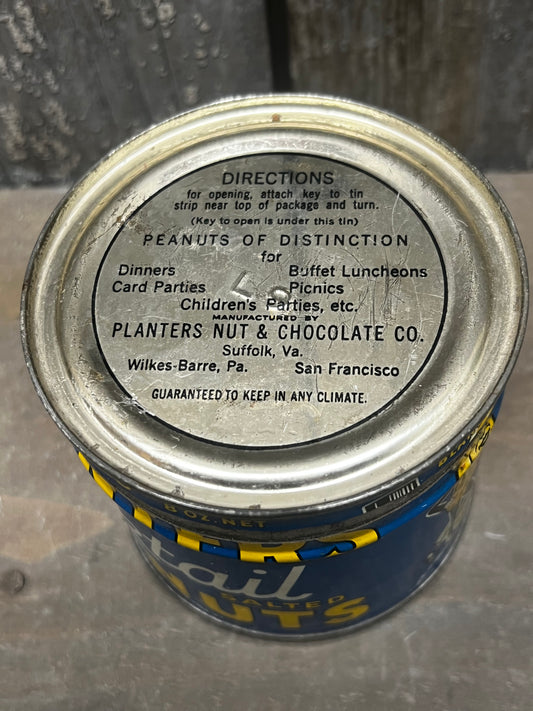 DIRECTIONS
for opening, attach key to tin
strip near top of package and turn.
(Key to open is under this tin)
PEANUTS OF DISTINCTION
for
Dinners Buffet Luncheons
Card Parties Picnics
Children's Parties, etc.
MANUFACTURED BY
PLANTERS NUT & CHOCOLATE CO.
Suffolk, Va.
Wilkes-Barre, Pa. San Francisco
GUARANTEED TO KEEP IN ANY CLIMATE.
8 OZ. NET
tail
SALTED
NUTS